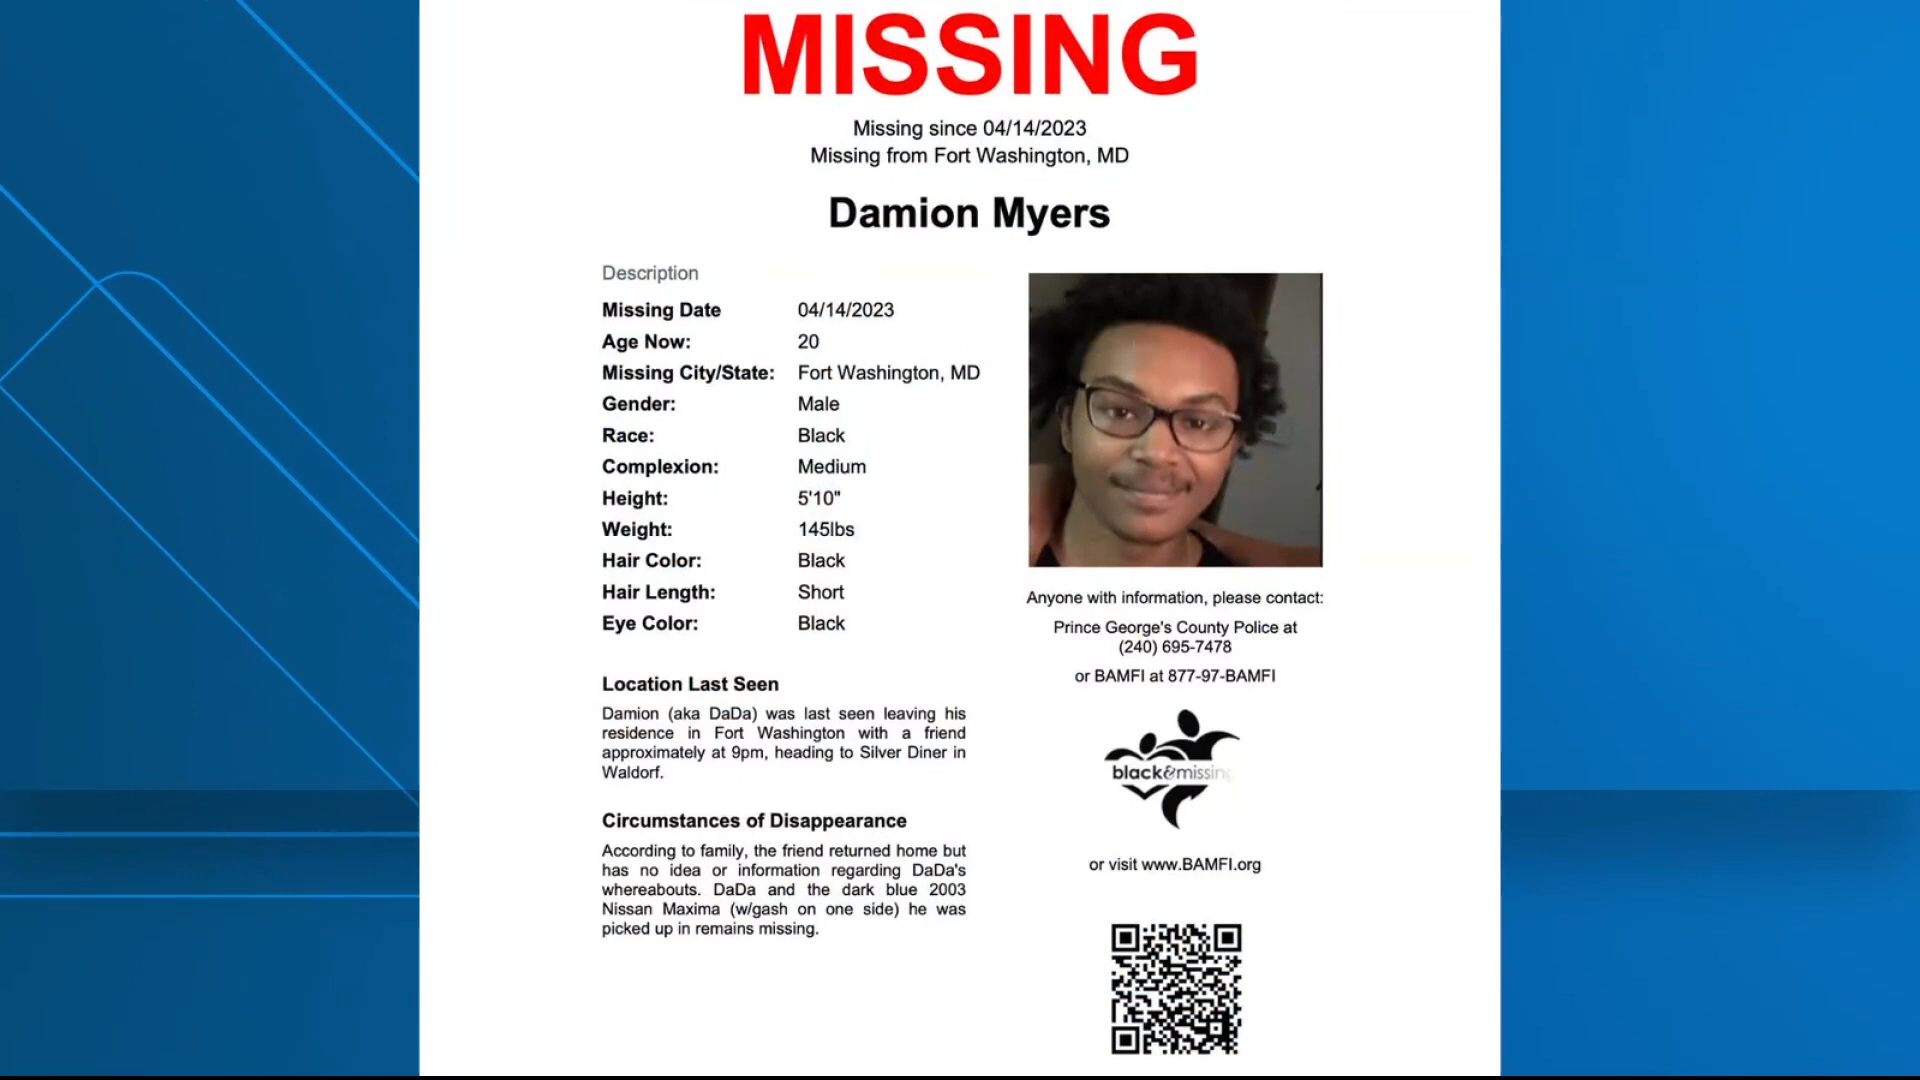 MISSING
Missing since 04/14/2023
Missing from Fort Washington, MD
Damion Myers
Description
Missing Date 04/14/2023
Age Now: 20
Missing City/State: Fort Washington, MD
Gender: Male
Race: Black
Complexion: Medium
Height: 5'10"
Weight: 145lbs
Hair Color: Black
Hair Length: Short
Eye Color: Black
Location Last Seen
Damion (aka DaDa) was last seen leaving his
residence in Fort Washington with a friend
approximately at 9pm, heading to Silver Diner in
Waldorf.
Circumstances of Disappearance
According to family, the friend returned home but
has no idea or information regarding DaDa's
whereabouts. DaDa and the dark blue 2003
Nissan Maxima (w/gash on one side) he was
picked up in remains missing.
Anyone with information, please contact:
Prince George's County Police at
(240) 695-7478
or BAMFI at 877-97-BAMFI
black&missing
or visit www.BAMFI.org